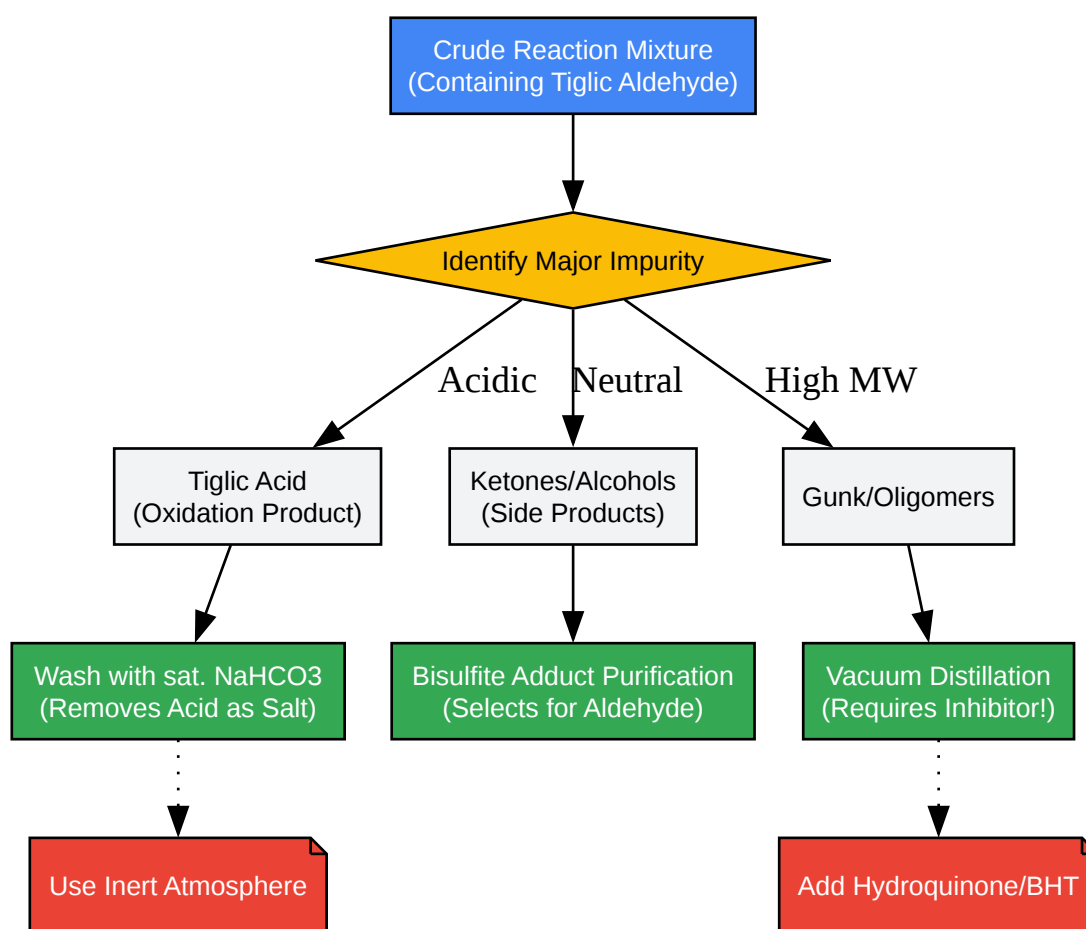 Crude Reaction Mixture
(Containing Tiglic Aldehyde)
Identify Major Impurity
Acidic
Neutral
High MW
Tiglic Acid
(Oxidation Product)
Ketones/Alcohols
(Side Products)
Gunk/Oligomers
Wash with sat. NaHCO3
(Removes Acid as Salt)
Bisulfite Adduct Purification
(Selects for Aldehyde)
Vacuum Distillation
(Requires Inhibitor!)
Use Inert Atmosphere
Add Hydroquinone/BHT